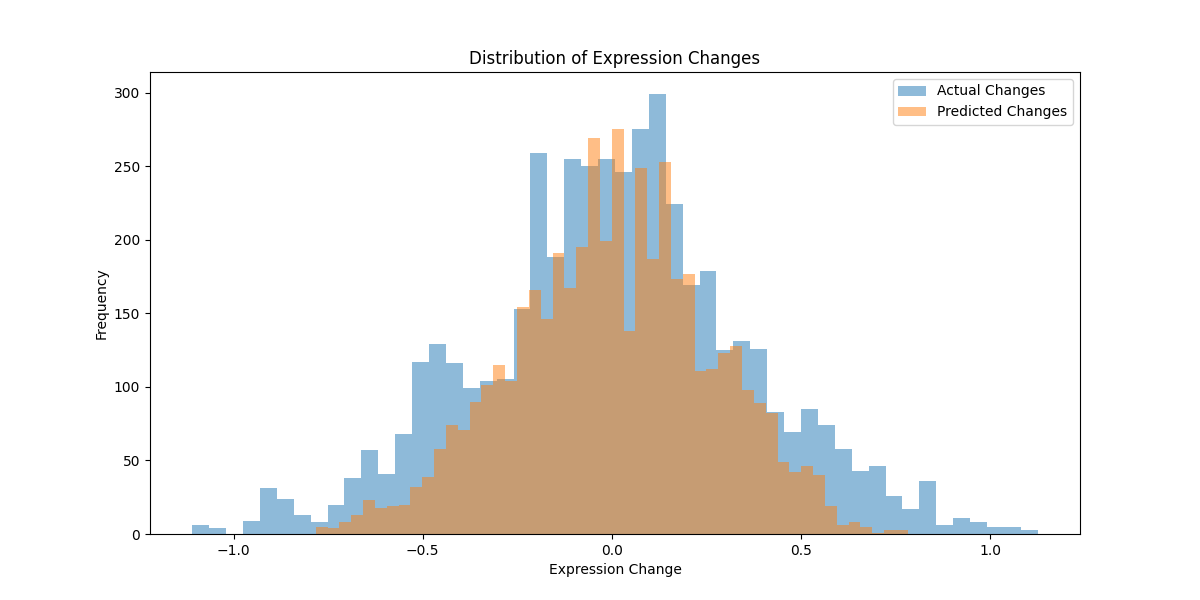 Distribution of Expression Changes
Actual Changes
Predicted Changes
300
250
200
150
100
50
0
Frequency
−1.0 −0.5 0.0 0.5 1.0
Expression Change